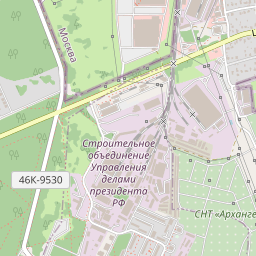 Москва
46К-9530
Строительное
объединение
Управления
делами
президента
РФ
СНТ «Арханге